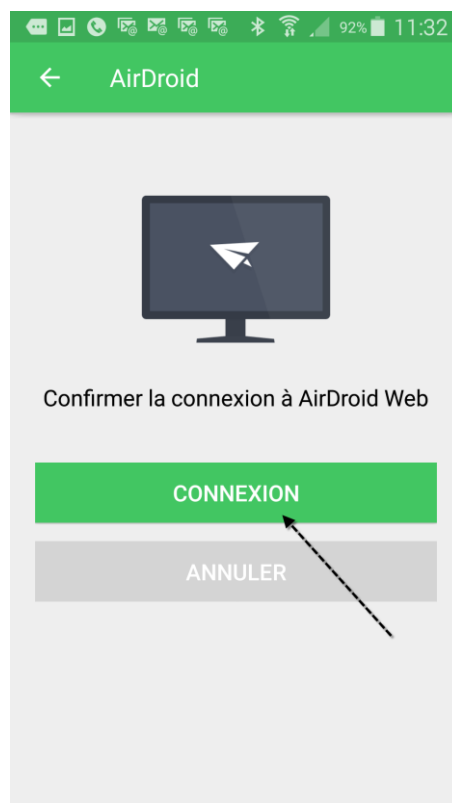 92% 11:32
AirDroid
Confirmer la connexion à AirDroid Web
CONNEXION
ANNULER